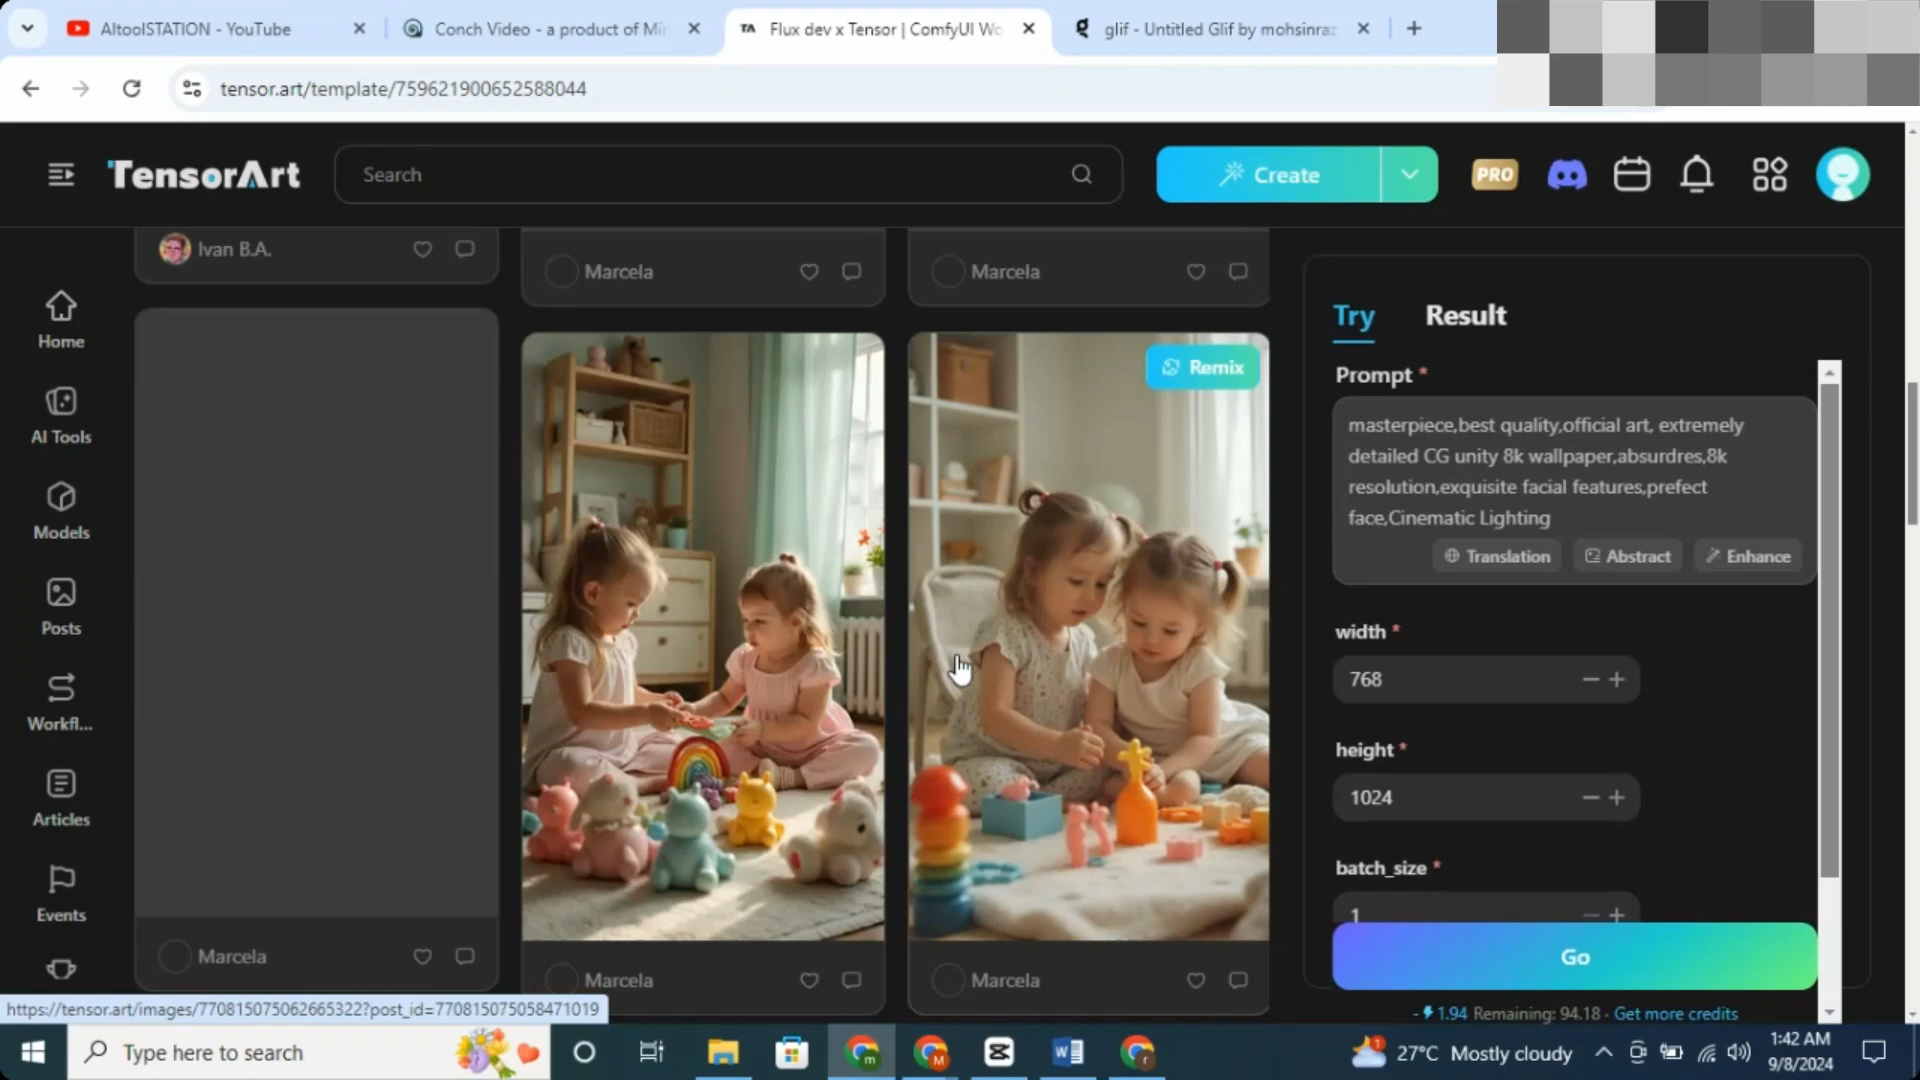 AItoolSTATION - YouTube
Conch Video - a product of Min
TA Flux dev x Tensor | ComfyUI Wo
glif - Untitled Glif by mohsinraz
tensor.art/template/759621900652588044
TensorArt
Search
Create
PRO
Ivan B.A.
Marcela
Marcela
Home
AI Tools
Models
Posts
Workfl...
Articles
Events
Remix
Try
Result
Prompt *
masterpiece,best quality,official art, extremely
detailed CG unity 8k wallpaper,absurdres,8k
resolution,exquisite facial features,prefect
face,Cinematic Lighting
Translation
Abstract
Enhance
width *
768
height *
1024
batch_size *
1
Go
Marcela
Marcela
Marcela
https://tensor.art/images/770815075062665322?post_id=770815075058471019
- 1.94 Remaining: 94.18 - Get more credits
Type here to search
27°C Mostly cloudy
1:42 AM
9/8/2024